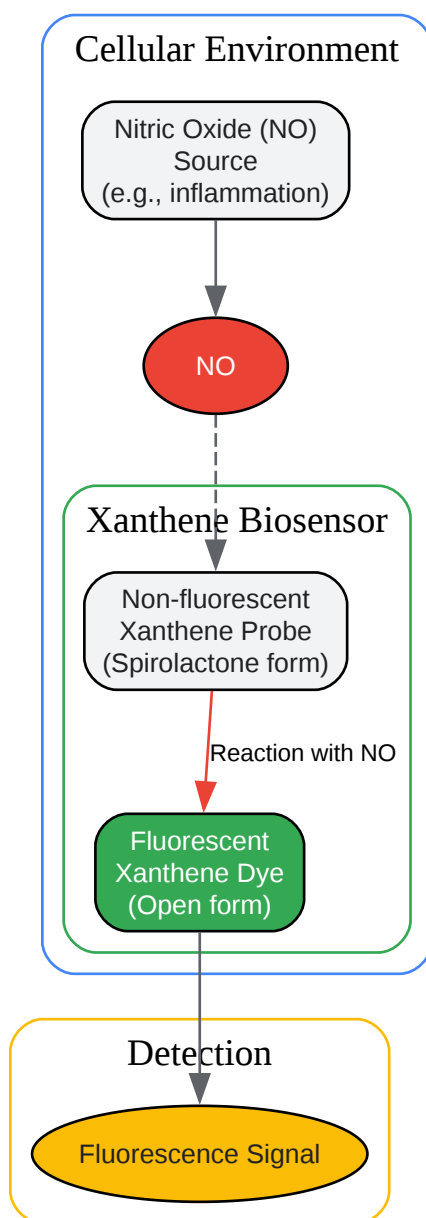 Cellular Environment
Nitric Oxide (NO)
Source
(e.g., inflammation)
NO
Xanthene Biosensor
Non-fluorescent
Xanthene Probe
(Spirolactone form)
Reaction with NO
Fluorescent
Xanthene Dye
(Open form)
Detection
Fluorescence Signal